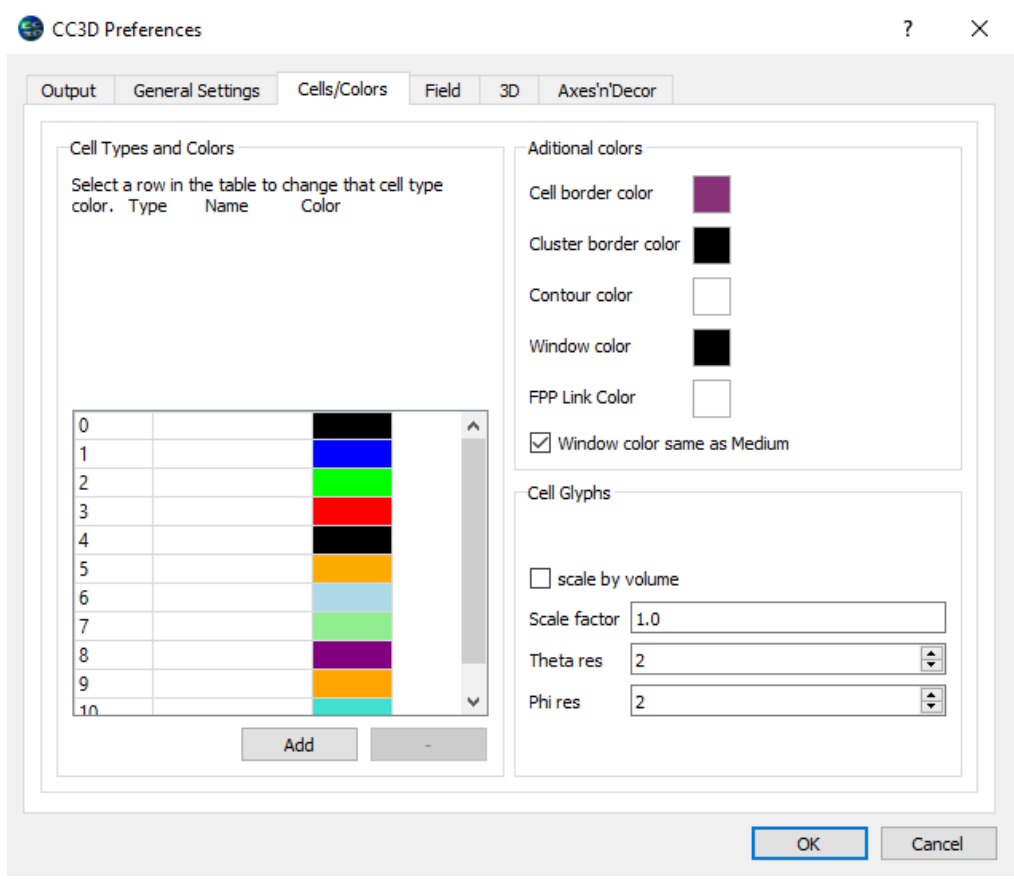 CC3D Preferences
?
Output General Settings Cells/Colors Field 3D Axes'n'Decor
Cell Types and Colors
Select a row in the table to change that cell type
color. Type Name Color
0
1
2
3
4
5
6
7
8
9
10
Add -
Aditional colors
Cell border color
Cluster border color
Contour color
Window color
FPP Link Color
Window color same as Medium
Cell Glyphs
scale by volume
Scale factor 1.0
Theta res 2
Phi res 2
OK Cancel